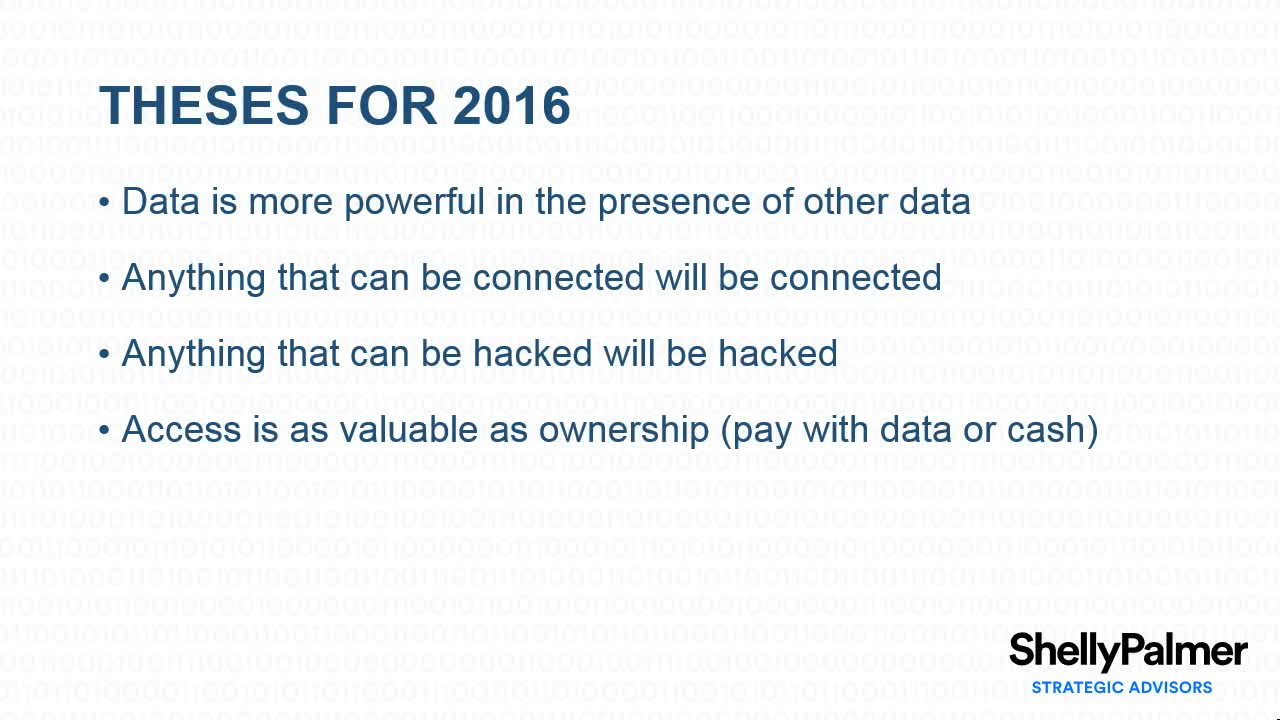 THESES FOR 2016
• Data is more powerful in the presence of other data
• Anything that can be connected will be connected
• Anything that can be hacked will be hacked
• Access is as valuable as ownership (pay with data or cash)
ShellyPalmer
STRATEGIC ADVISORS